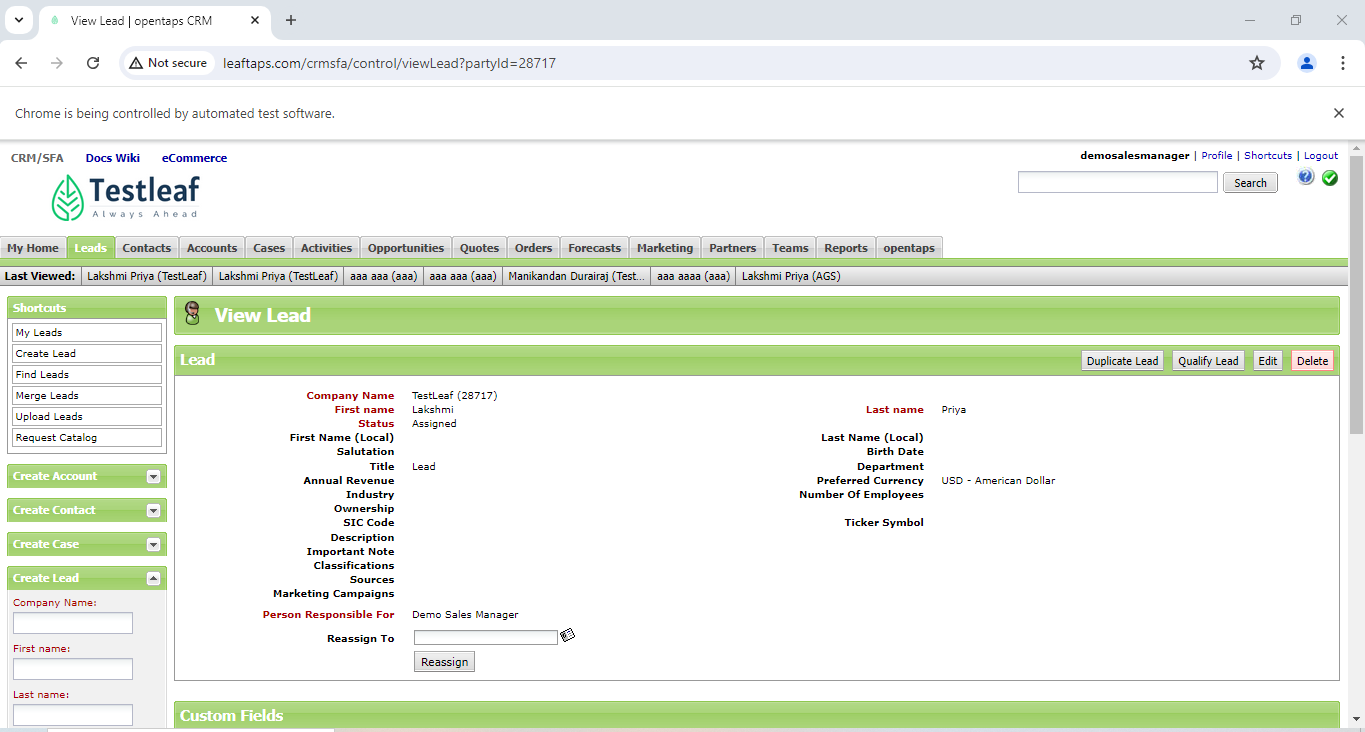 View Lead | opentaps CRM
Not secure leaftaps.com/crmsfa/control/viewLead?partyId=28717
Chrome is being controlled by automated test software.
CRM/SFA Docs Wiki eCommerce
demosalesmanager | Profile | Shortcuts | Logout
Testleaf
Always Ahead
Search
My Home Leads Contacts Accounts Cases Activities Opportunities Quotes Orders Forecasts Marketing Partners Teams Reports opentaps
Last Viewed: Lakshmi Priya (TestLeaf) Lakshmi Priya (TestLeaf) aaa aaa (aaa) aaa aaa (aaa) Manikandan Durairaj (Test... aaa aaaa (aaa) Lakshmi Priya (AGS)
Shortcuts
My Leads
Create Lead
Find Leads
Merge Leads
Upload Leads
Request Catalog
Create Account
Create Contact
Create Case
Create Lead
Company Name:
First name:
Last name:
View Lead
Lead Duplicate Lead Qualify Lead Edit Delete
Company Name TestLeaf (28717)
First name Lakshmi Last name Priya
Status Assigned
First Name (Local) Last Name (Local)
Salutation Birth Date
Title Lead Department
Annual Revenue Preferred Currency USD - American Dollar
Industry Number Of Employees
Ownership
SIC Code Ticker Symbol
Description
Important Note
Classifications
Sources
Marketing Campaigns
Person Responsible For Demo Sales Manager
Reassign To
Reassign
Custom Fields